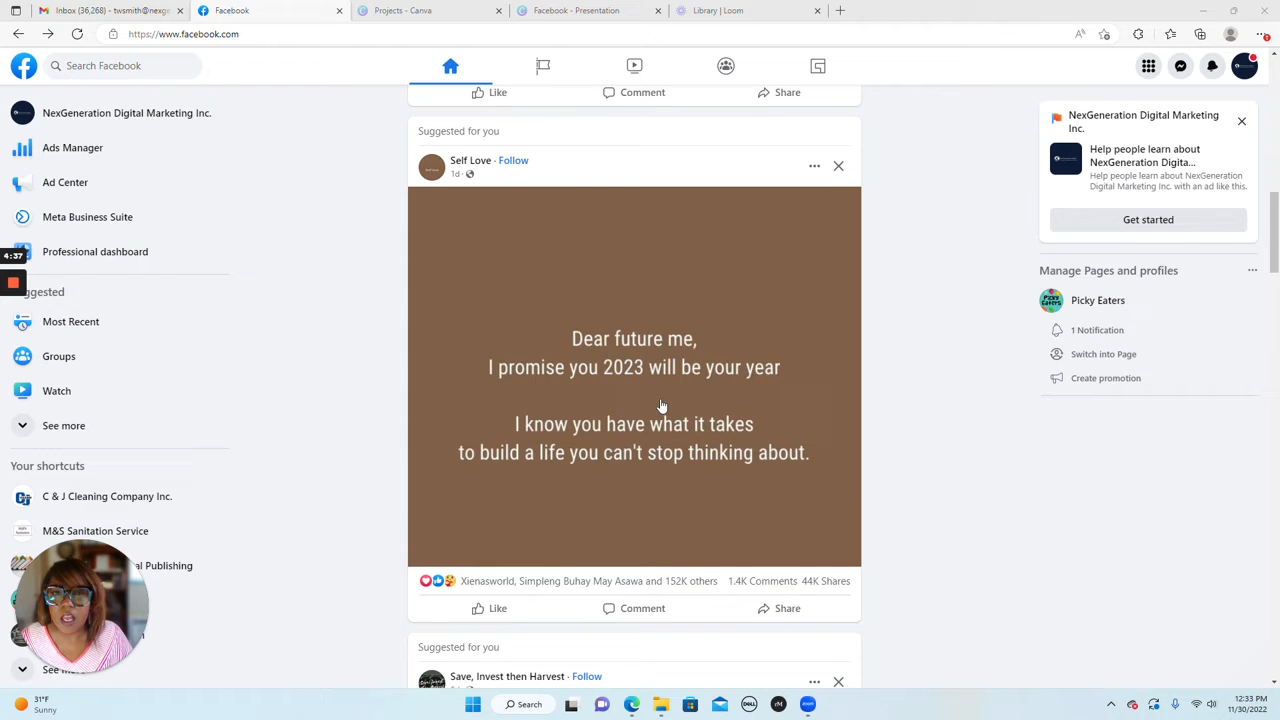 Inbox (36,268) - twsmith@nexge
Facebook
Projects - Canva
Facebook - Presentation
Library | Loom
https://www.facebook.com
Search Facebook
Like
Comment
Share
NexGeneration Digital Marketing Inc.
Ads Manager
Ad Center
Meta Business Suite
Professional dashboard
4:37
ggested
Most Recent
Groups
Watch
See more
Your shortcuts
C & J Cleaning Company Inc.
M&S Sanitation Service
al Publishing
See
Suggested for you
Self Love · Follow
1d ·
Dear future me,
I promise you 2023 will be your year
I know you have what it takes
to build a life you can't stop thinking about.
Xienasworld, Simpleng Buhay May Asawa and 152K others
1.4K Comments 44K Shares
Like
Comment
Share
Suggested for you
Save, Invest then Harvest · Follow
NexGeneration Digital Marketing
Inc.
Help people learn about
NexGeneration Digita...
Help people learn about NexGeneration
Digital Marketing Inc. with an ad like this.
Get started
Manage Pages and profiles
PICKY
EATERS
Picky Eaters
1 Notification
Switch into Page
Create promotion
31°F
Sunny
Search
DELL
rM
zoom
12:33 PM
11/30/2022